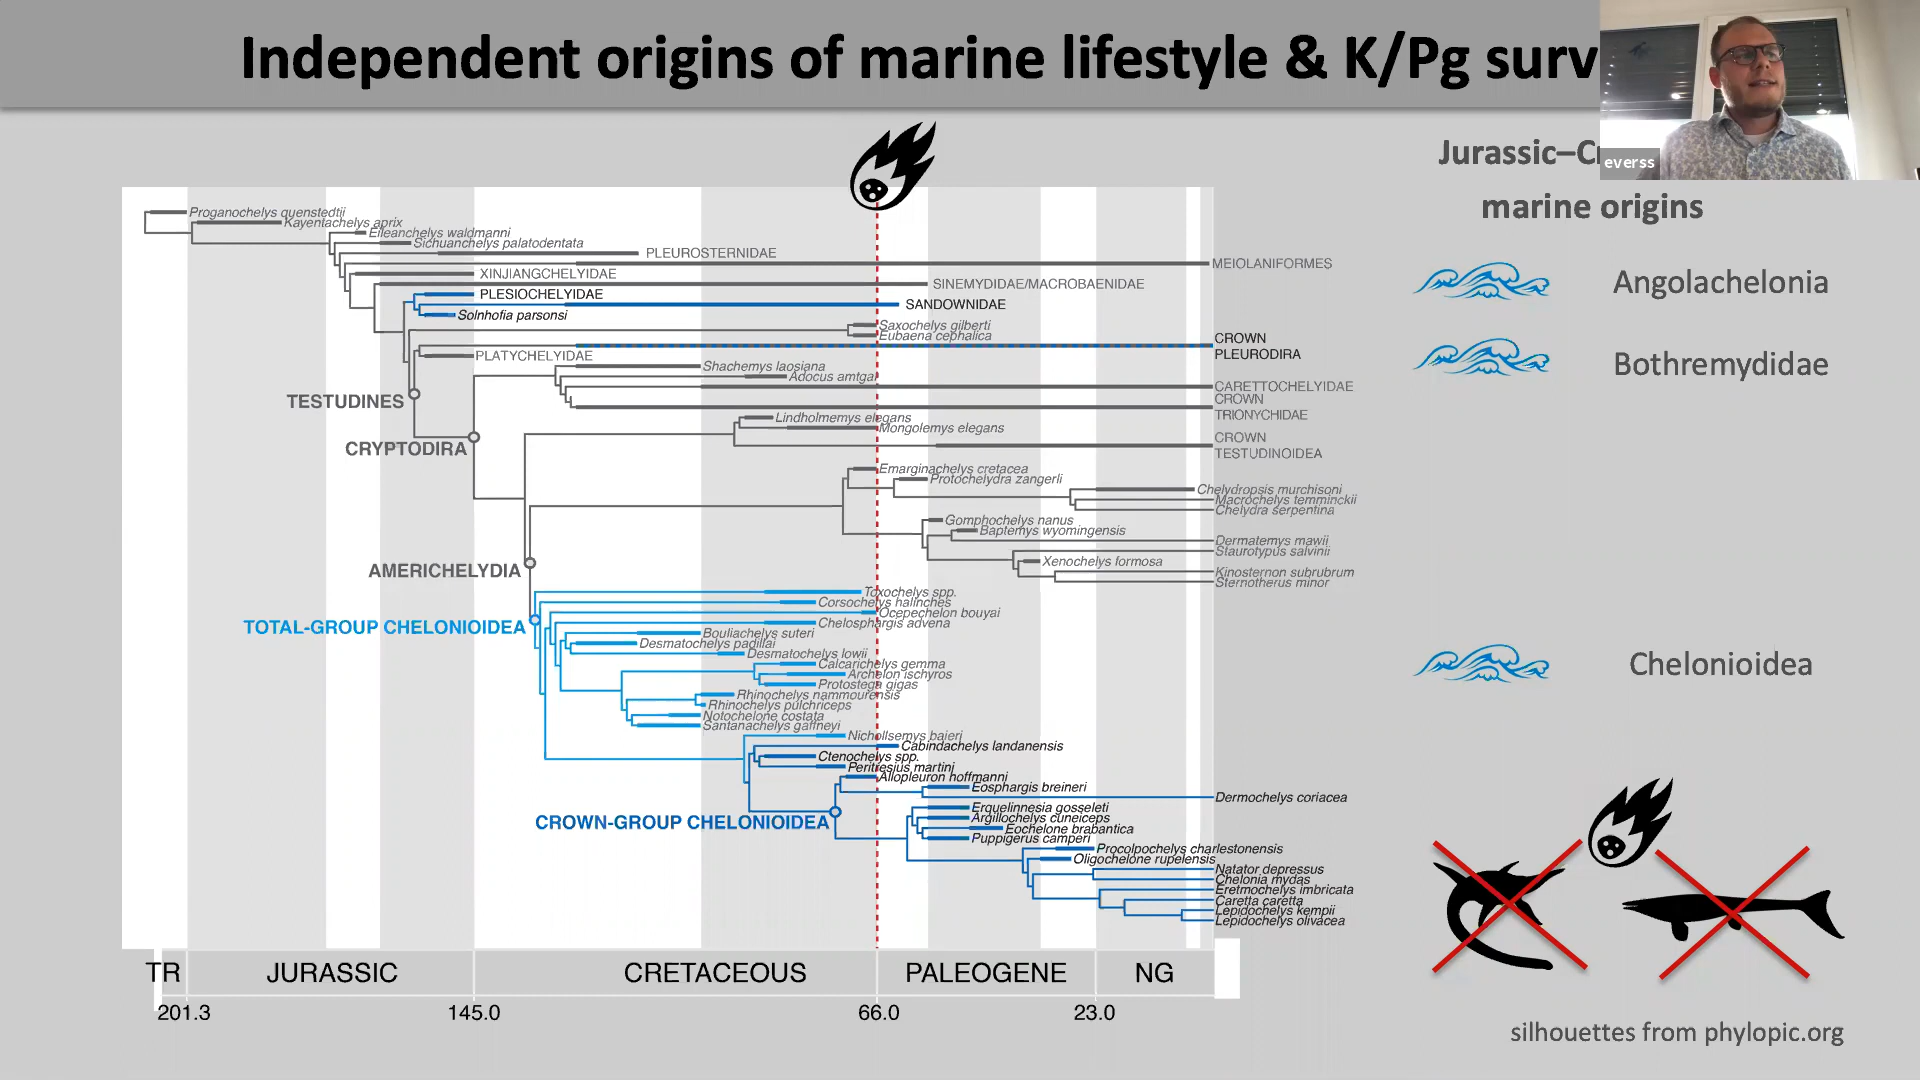 Independent origins of marine lifestyle & K/Pg surv
everss
Jurassic–Cr
marine origins
Angolachelonia
Bothremydidae
Chelonioidea
Proganochelys quenstedtii
Kayentachelys aprix
Eileanchelys waldmanni
Sichuanchelys palatodentata
PLEUROSTERNIDAE
MEIOLANIFORMES
XINJIANGCHELYIDAE
SINEMYDIDAE/MACROBAENIDAE
PLESIOCHELYIDAE
SANDOWNIDAE
Solnhofia parsonsi
Saxochelys gilberti
Eubaena cephalica
CROWN
PLEURODIRA
PLATYCHELYIDAE
Shachemys laosiana
Adocus amtgai
CARETTOCHELYIDAE
CROWN
TRIONYCHIDAE
TESTUDINES
Lindholmemys elegans
Mongolemys elegans
CROWN
TESTUDINOIDEA
CRYPTODIRA
Emarginachelys cretacea
Protochelydra zangerli
Chelydropsis murchisoni
Macrochelys temminckii
Chelydra serpentina
Gomphochelys nanus
Baptemys wyomingensis
Dermatemys mawii
Staurotypus salvinii
Xenochelys formosa
Kinosternon subrubrum
Sternotherus minor
AMERICHELYDIA
Toxochelys spp.
Corsochelys halinches
Ocepechelon bouyai
Chelosphargis advena
TOTAL-GROUP CHELONIOIDEA
Bouliachelys suteri
Desmatochelys padillai
Desmatochelys lowii
Calcarichelys gemma
Archelon ischyros
Protostega gigas
Rhinochelys nammourensis
Rhinochelys pulchriceps
Notochelone costata
Santanachelys gaffneyi
Nichollsemys baieri
Cabindachelys landanensis
Ctenochelys spp.
Peritresius martini
Allopleuron hoffmanni
Eosphargis breineri
Dermochelys coriacea
CROWN-GROUP CHELONIOIDEA
Erquelinnesia gosseleti
Argillochelys cuneiceps
Eochelone brabantica
Puppigerus camperi
Procolpochelys charlestonensis
Oligochelone rupelensis
Natator depressus
Chelonia mydas
Eretmochelys imbricata
Caretta caretta
Lepidochelys kempii
Lepidochelys olivacea
TR JURASSIC CRETACEOUS PALEOGENE NG
201.3 145.0 66.0 23.0
silhouettes from phylopic.org